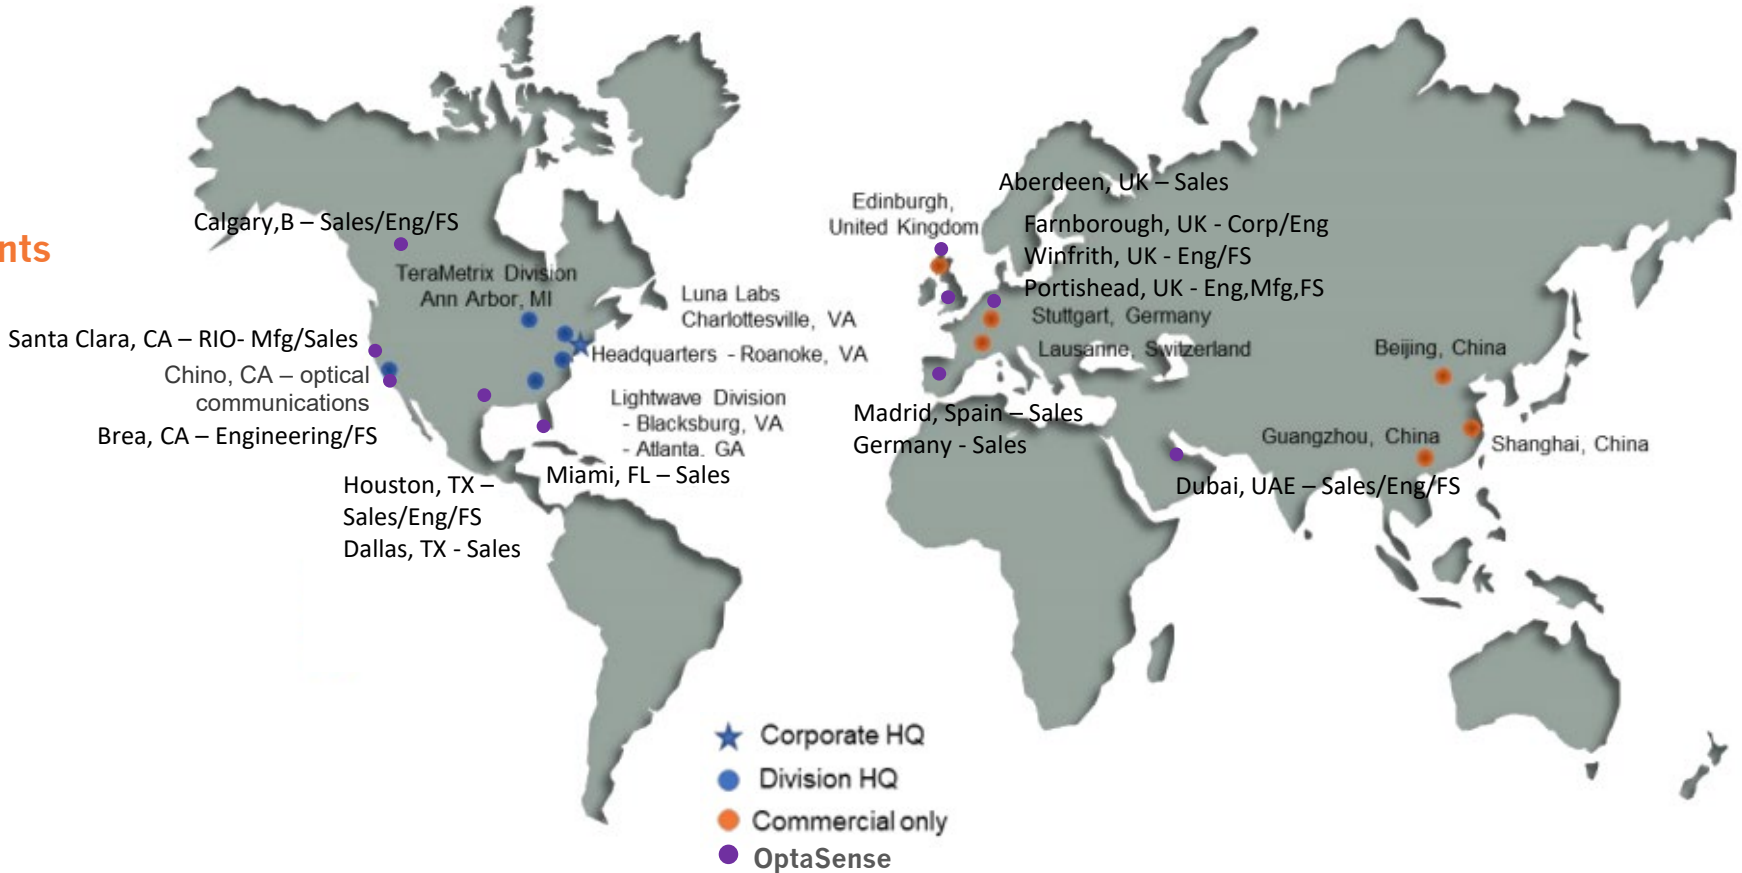 nts
Calgary,B – Sales/Eng/FS
TeraMetrix Division
Ann Arbor, MI
Luna Labs
Charlottesville, VA
Santa Clara, CA – RIO- Mfg/Sales
Headquarters - Roanoke, VA
Chino, CA – optical
communications
Brea, CA – Engineering/FS
Lightwave Division
- Blacksburg, VA
- Atlanta. GA
Miami, FL – Sales
Houston, TX –
Sales/Eng/FS
Dallas, TX - Sales
Aberdeen, UK – Sales
Edinburgh,
United Kingdom
Farnborough, UK - Corp/Eng
Winfrith, UK - Eng/FS
Portishead, UK - Eng,Mfg,FS
Stuttgart, Germany
Lausanne, Switzerland
Madrid, Spain – Sales
Germany - Sales
Beijing, China
Guangzhou, China
Shanghai, China
Dubai, UAE – Sales/Eng/FS
Corporate HQ
Division HQ
Commercial only
OptaSense